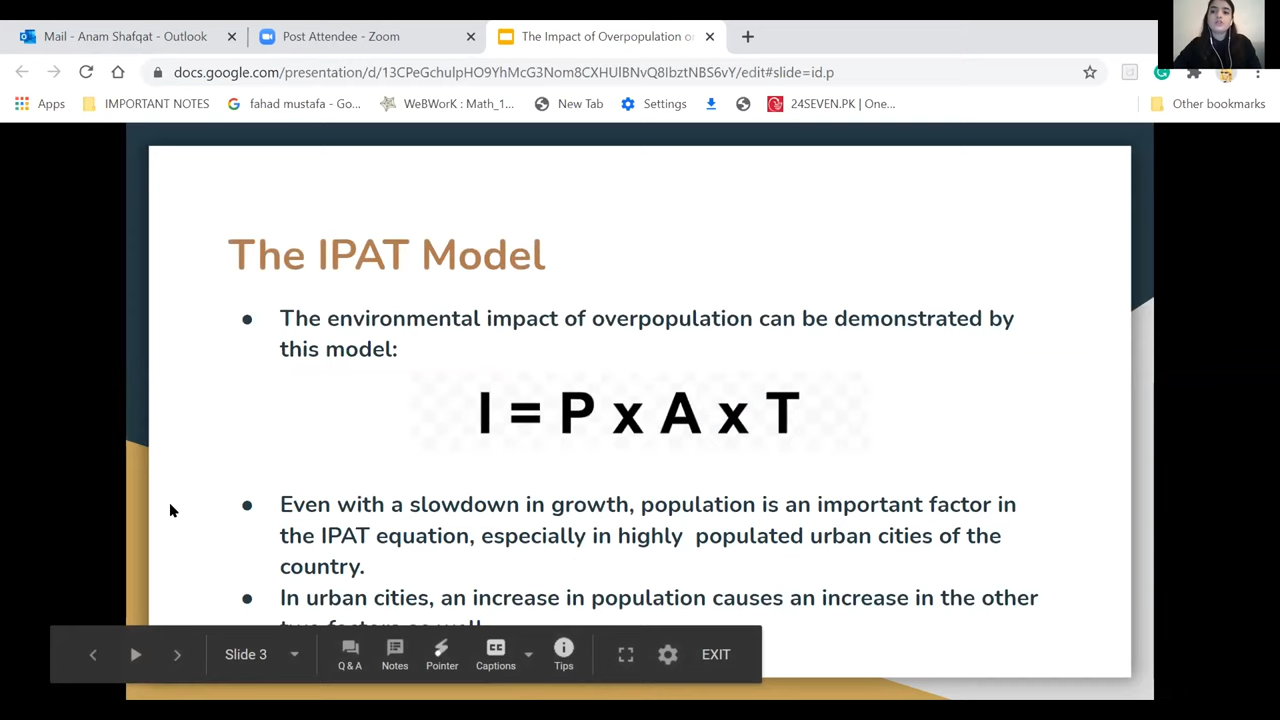 Mail - Anam Shafqat - Outlook
Post Attendee - Zoom
The Impact of Overpopulation o
docs.google.com/presentation/d/13CPeGchulpHO9YhMcG3Nom8CXHUlBNvQ8IbztNBS6vY/edit#slide=id.p
Apps
IMPORTANT NOTES
fahad mustafa - Go...
WeBWorK : Math_1...
New Tab
Settings
24SEVEN.PK | One...
Other bookmarks
The IPAT Model
● The environmental impact of overpopulation can be demonstrated by
this model:
I = P x A x T
● Even with a slowdown in growth, population is an important factor in
the IPAT equation, especially in highly populated urban cities of the
country.
● In urban cities, an increase in population causes an increase in the other
two factors as well
Slide 3
Q & A
Notes
Pointer
CC
Captions
Tips
EXIT